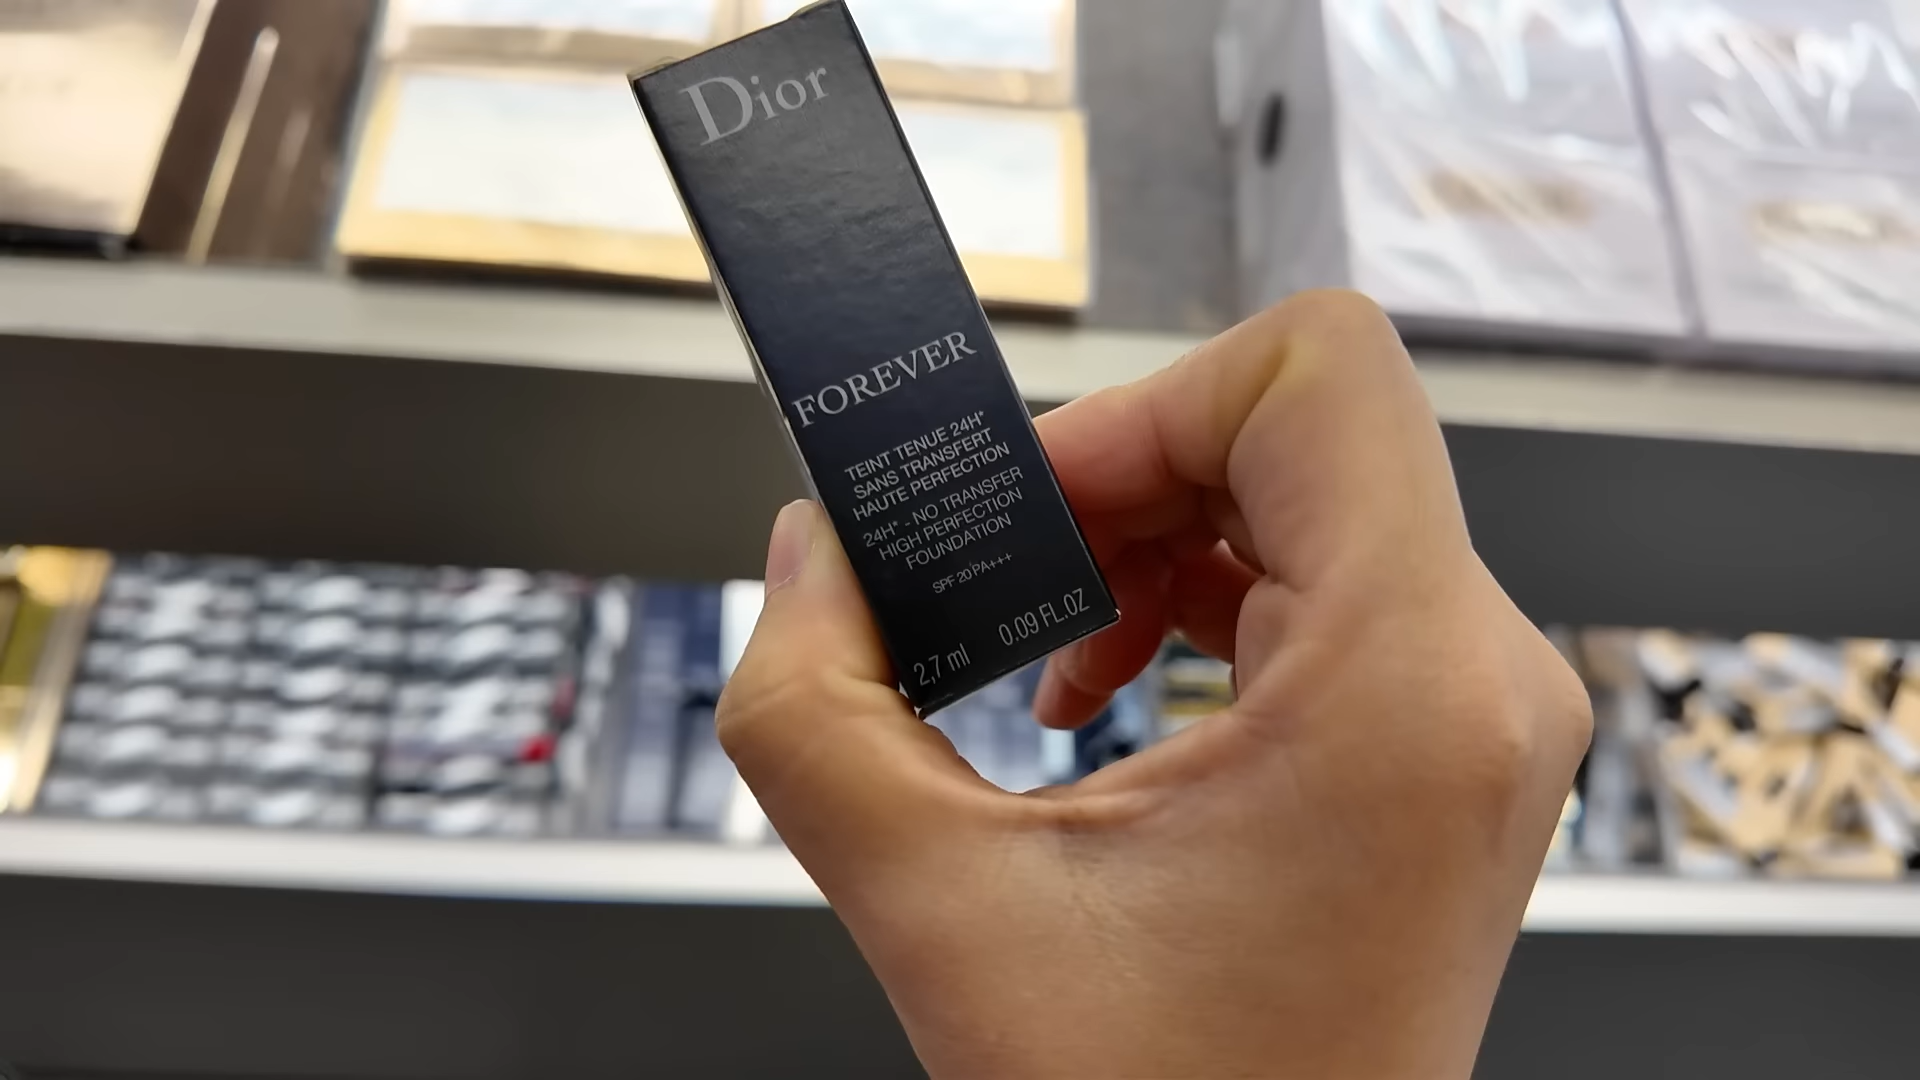 Dior
FOREVER
TEINT TENUE 24H*
SANS TRANSFERT
HAUTE PERFECTION
24H* - NO TRANSFER
HIGH PERFECTION
FOUNDATION
SPF 20 PA+++
2,7 ml 0.09 FL.OZ